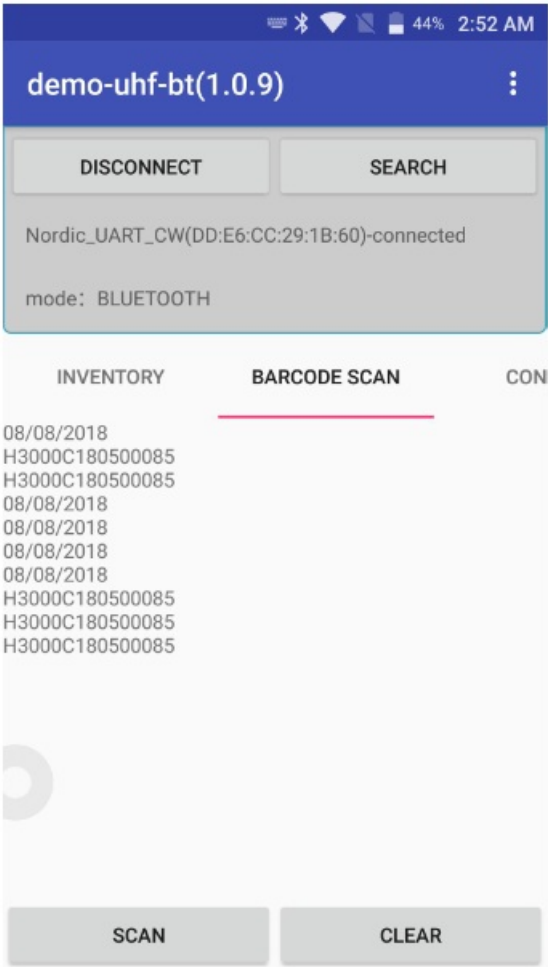 44% 2:52 AM
demo-uhf-bt(1.0.9)
DISCONNECT SEARCH
Nordic_UART_CW(DD:E6:CC:29:1B:60)-connected
mode: BLUETOOTH
INVENTORY BARCODE SCAN CON
08/08/2018
H3000C180500085
H3000C180500085
08/08/2018
08/08/2018
08/08/2018
08/08/2018
H3000C180500085
H3000C180500085
H3000C180500085
SCAN CLEAR